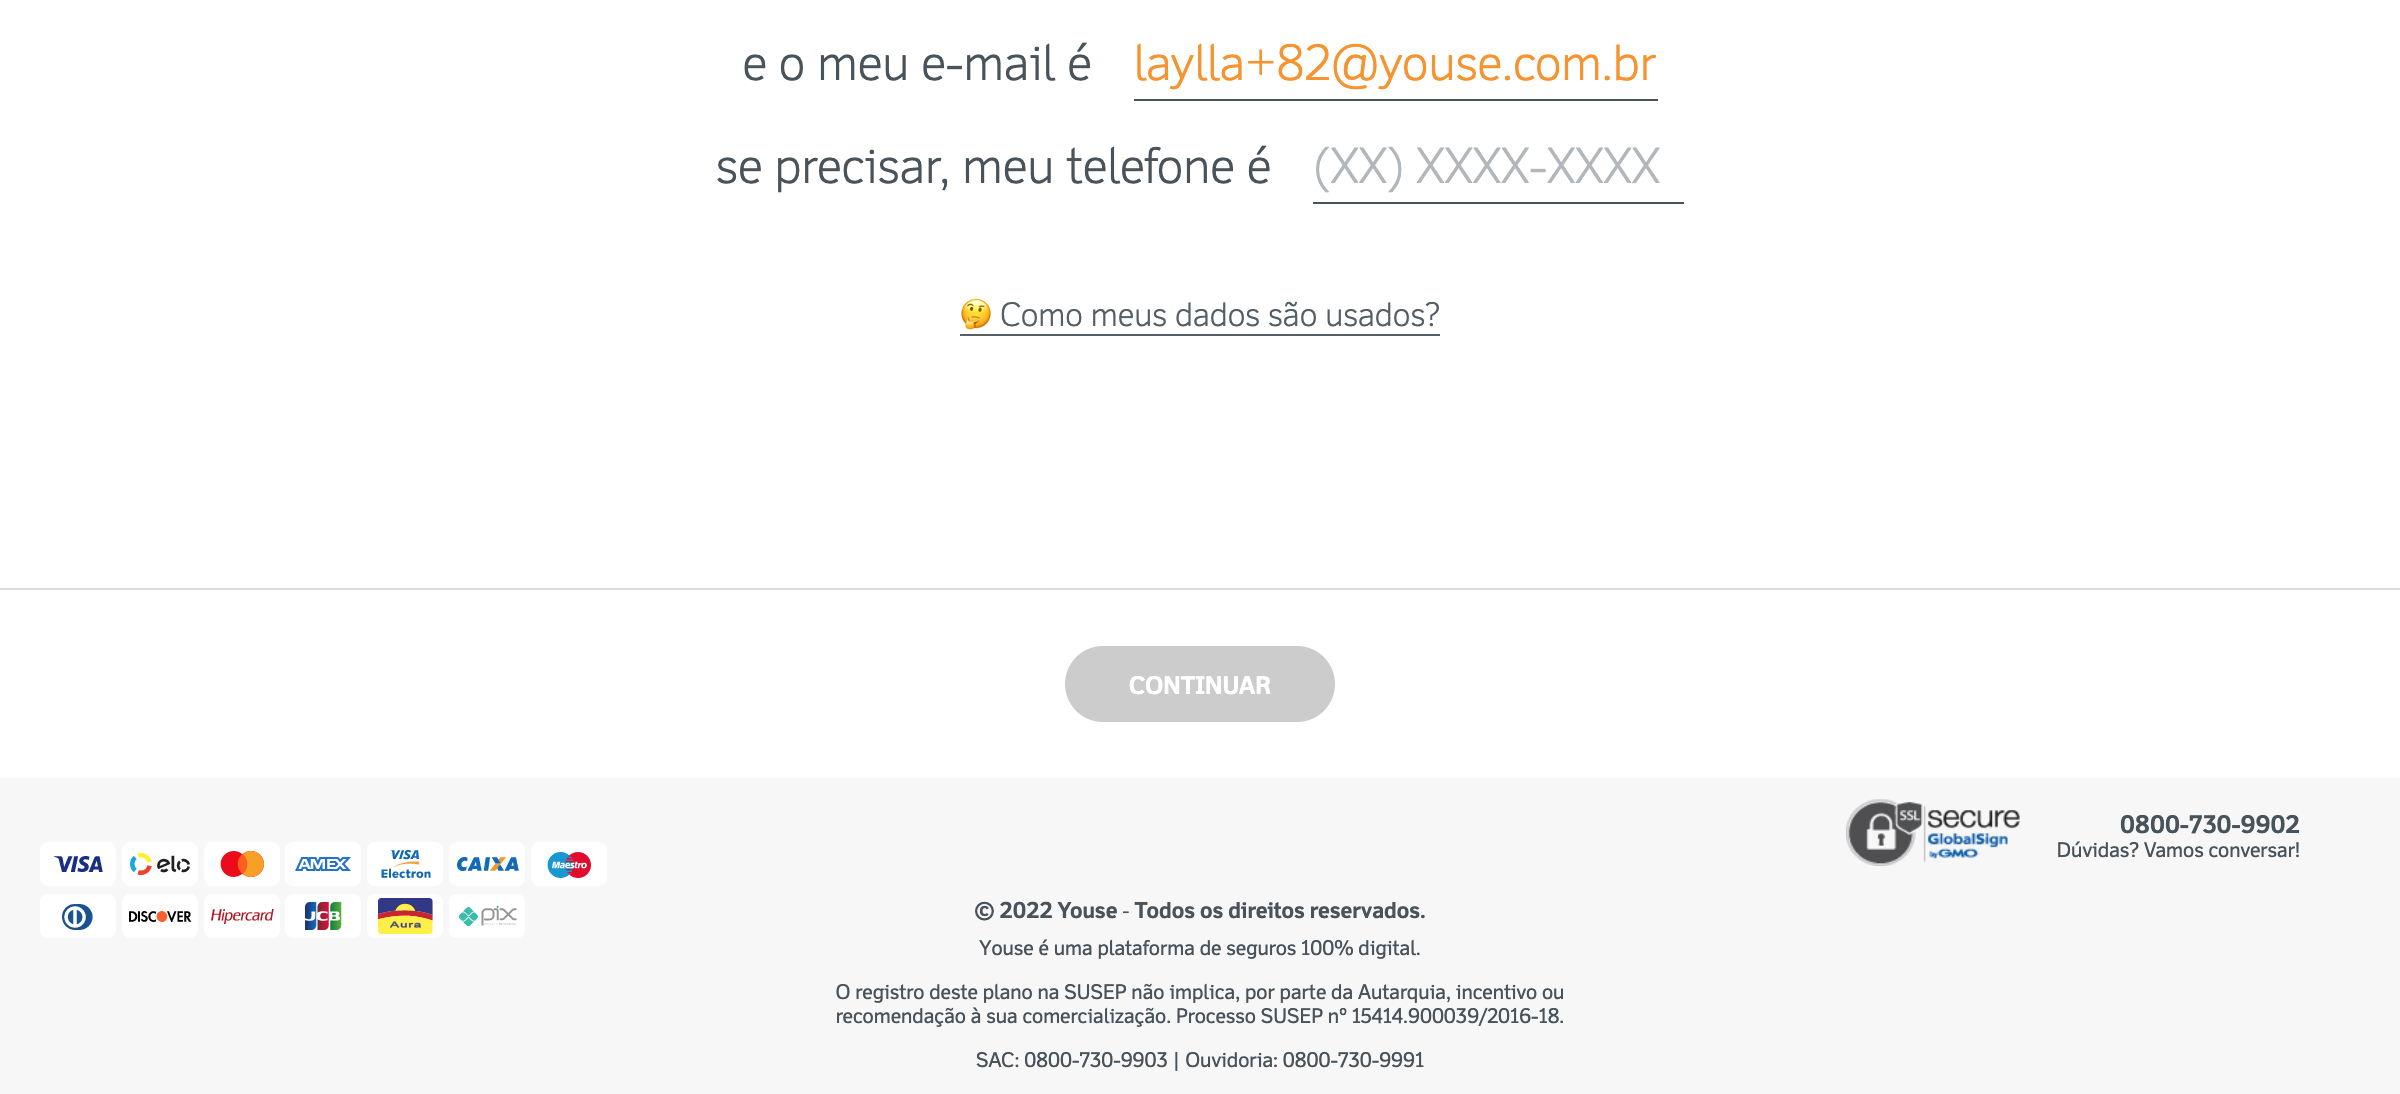 e o meu e-mail é laylla+82@youse.com.br
se precisar, meu telefone é (XX) XXXX-XXXX
🤔 Como meus dados são usados?
CONTINUAR
VISA elo AMEX VISA Electron CAIXA Maestro
DISCOVER Hipercard JCB Aura pix
SSL secure GlobalSign by GMO
0800-730-9902
Dúvidas? Vamos conversar!
© 2022 Youse - Todos os direitos reservados.
Youse é uma plataforma de seguros 100% digital.
O registro deste plano na SUSEP não implica, por parte da Autarquia, incentivo ou
recomendação à sua comercialização. Processo SUSEP nº 15414.900039/2016-18.
SAC: 0800-730-9903 | Ouvidoria: 0800-730-9991